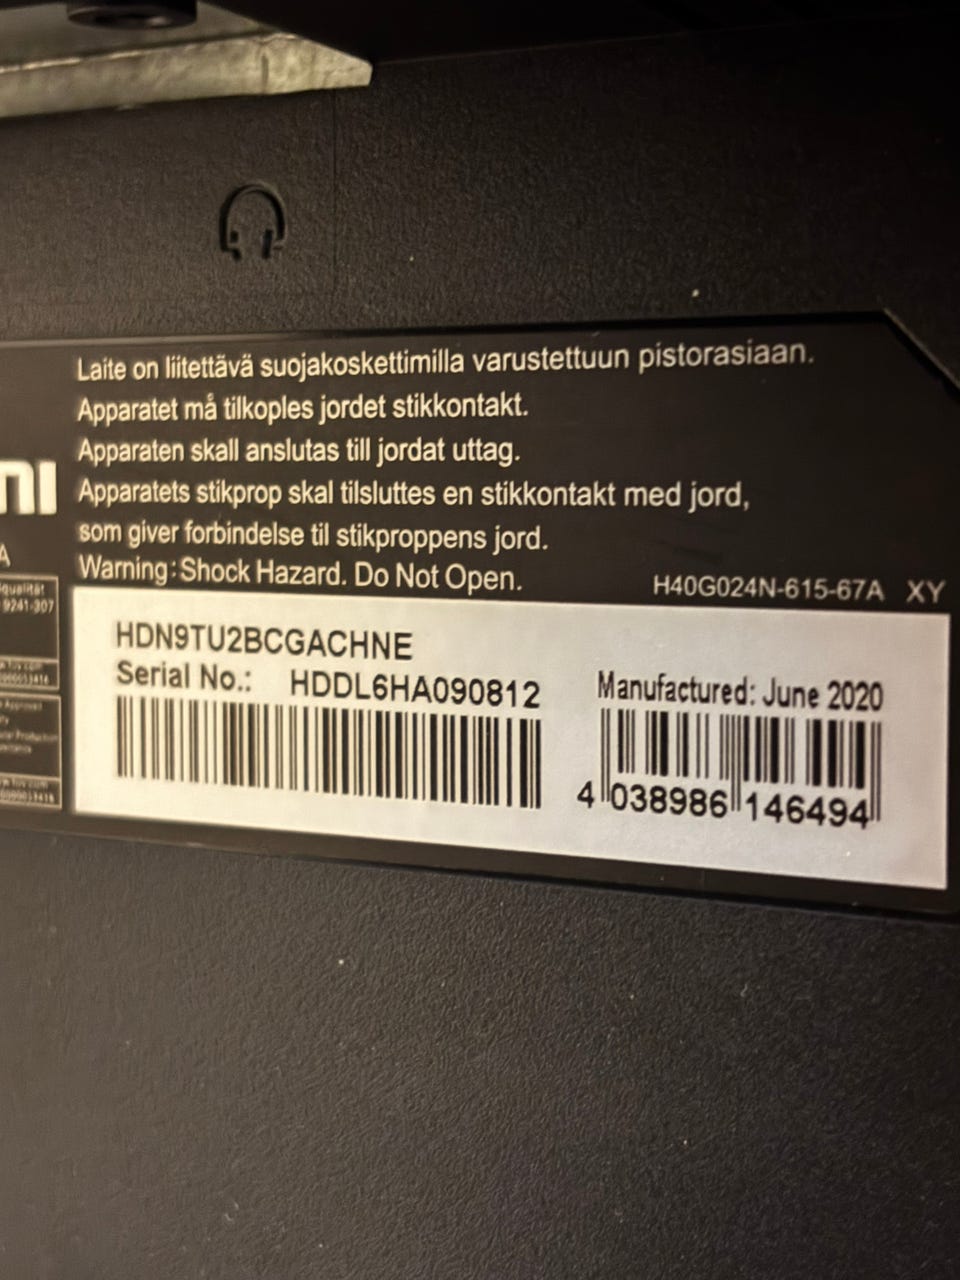 Laite on liitettävä suojakoskettimilla varustettuun pistorasiaan.
Apparatet må tilkoples jordet stikkontakt.
Apparaten skall anslutas till jordat uttag.
Apparatets stikprop skal tilsluttes en stikkontakt med jord,
som giver forbindelse til stikproppens jord.
Warning:Shock Hazard. Do Not Open.
H40G024N-615-67A XY
9241-307
HDN9TU2BCGACHNE
Serial No.: HDDL6HA090812
Manufactured: June 2020
4 038986 146494